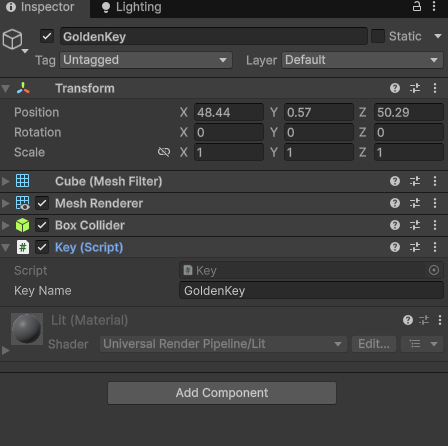 Inspector
Lighting
GoldenKey
Static
Tag Untagged Layer Default
Transform
Position X 48.44 Y 0.57 Z 50.29
Rotation X 0 Y 0 Z 0
Scale X 1 Y 1 Z 1
Cube (Mesh Filter)
Mesh Renderer
Box Collider
# Key (Script)
Script # Key
Key Name GoldenKey
Lit (Material)
Shader Universal Render Pipeline/Lit Edit...
Add Component